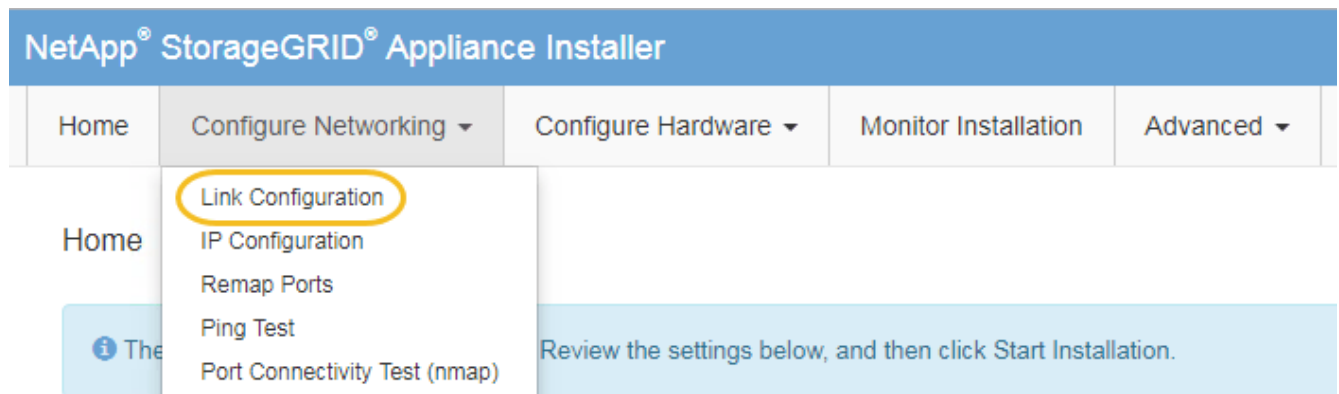 NetApp® StorageGRID® Appliance Installer
Home Configure Networking Configure Hardware Monitor Installation Advanced
Link Configuration
Home
IP Configuration
Remap Ports
Ping Test
The Review the settings below, and then click Start Installation.
Port Connectivity Test (nmap)